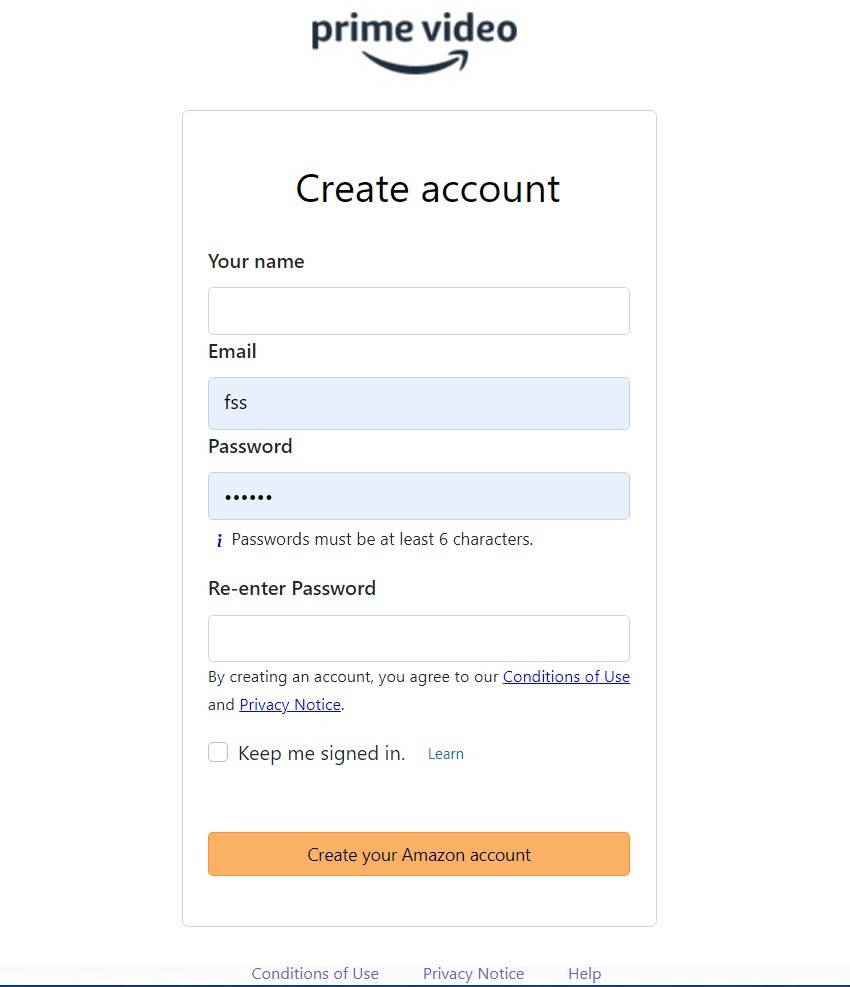 prime video
Create account
Your name
Email
fss
Password
••••••
i Passwords must be at least 6 characters.
Re-enter Password
By creating an account, you agree to our Conditions of Use
and Privacy Notice.
Keep me signed in. Learn
Create your Amazon account
Conditions of Use Privacy Notice Help